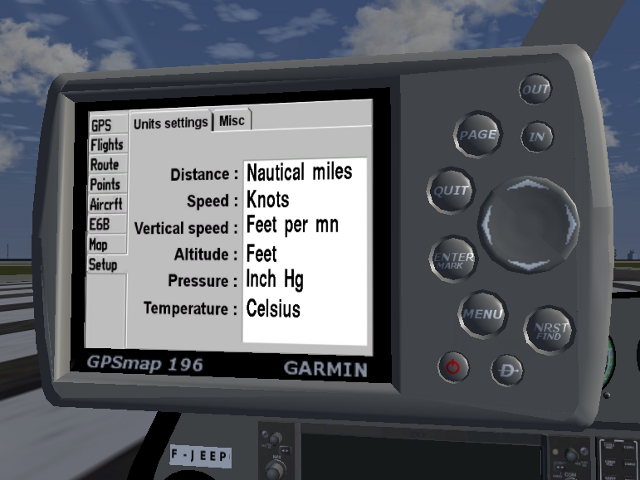 GPS
Flights
Route
Points
Aircrft
E6B
Map
Setup
Units settings
Misc
Distance : Nautical miles
Speed : Knots
Vertical speed : Feet per mn
Altitude : Feet
Pressure : Inch Hg
Temperature : Celsius
GPSmap 196
GARMIN
OUT
PAGE
IN
QUIT
ENTER
MARK
MENU
NRST
FIND
D
F-JEEP